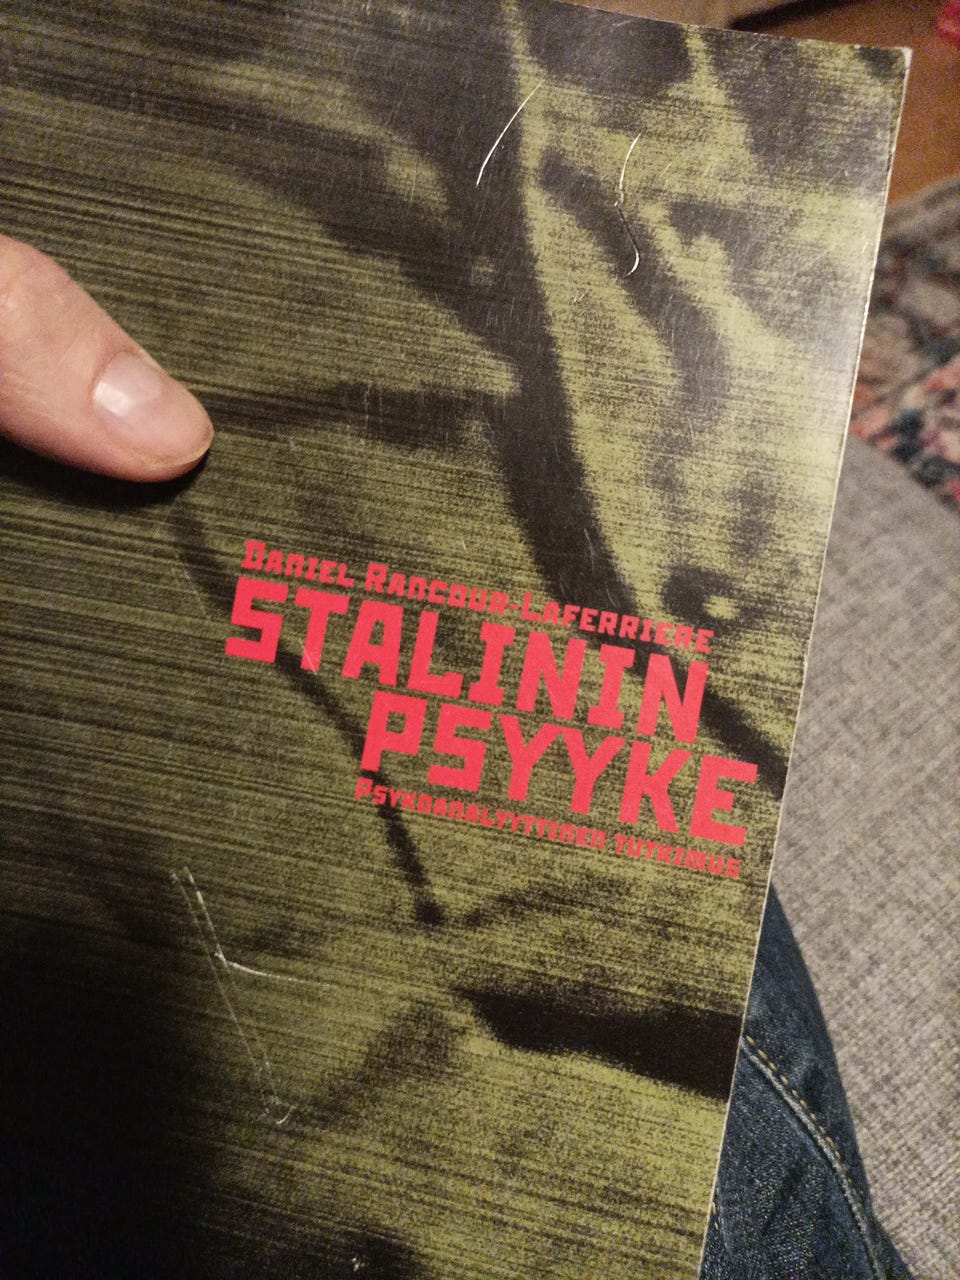 Daniel Rancour-Laferriere
STALININ
PSYYKE
Psykoanalyyttinen tutkimus